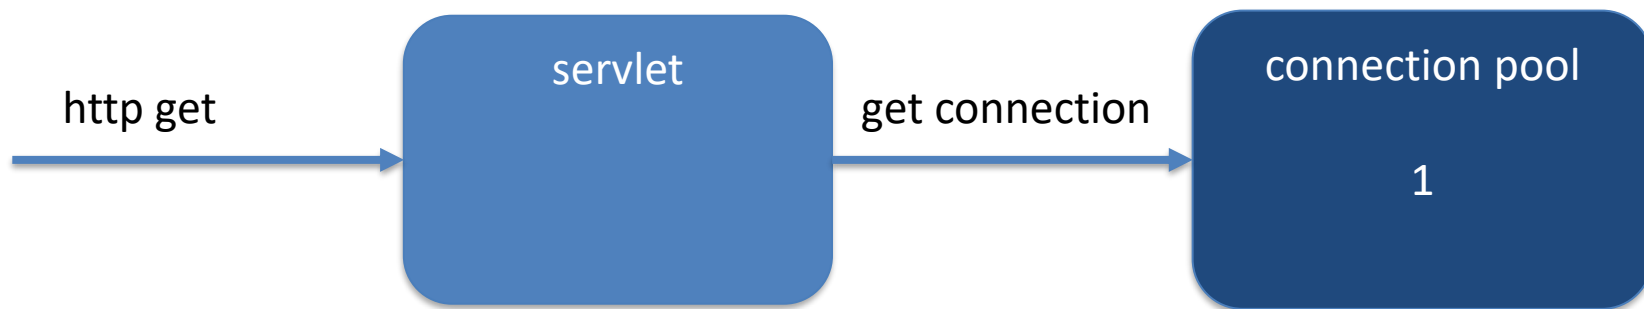 http get
servlet
get connection
connection pool
1